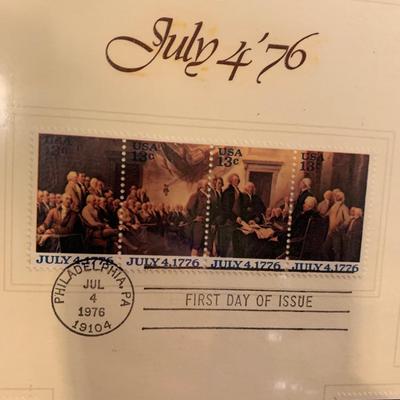 July 4'76
USA 13c USA 13c USA 13c USA 13c
JULY 4, 1776 JULY 4, 1776 JULY 4, 1776 JULY 4, 1776
PHILADELPHIA, PA
JUL
4
1976
19104
FIRST DAY OF ISSUE